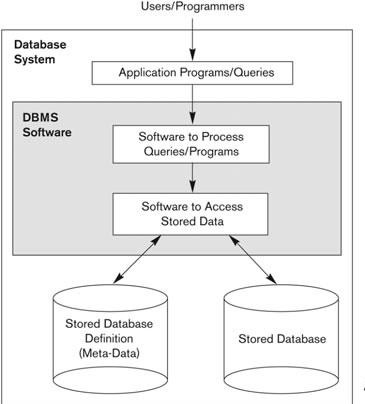 Users/Programmers
Database
System
Application Programs/Queries
DBMS
Software
Software to Process
Queries/Programs
Software to Access
Stored Data
Stored Database
Definition
(Meta-Data)
Stored Database